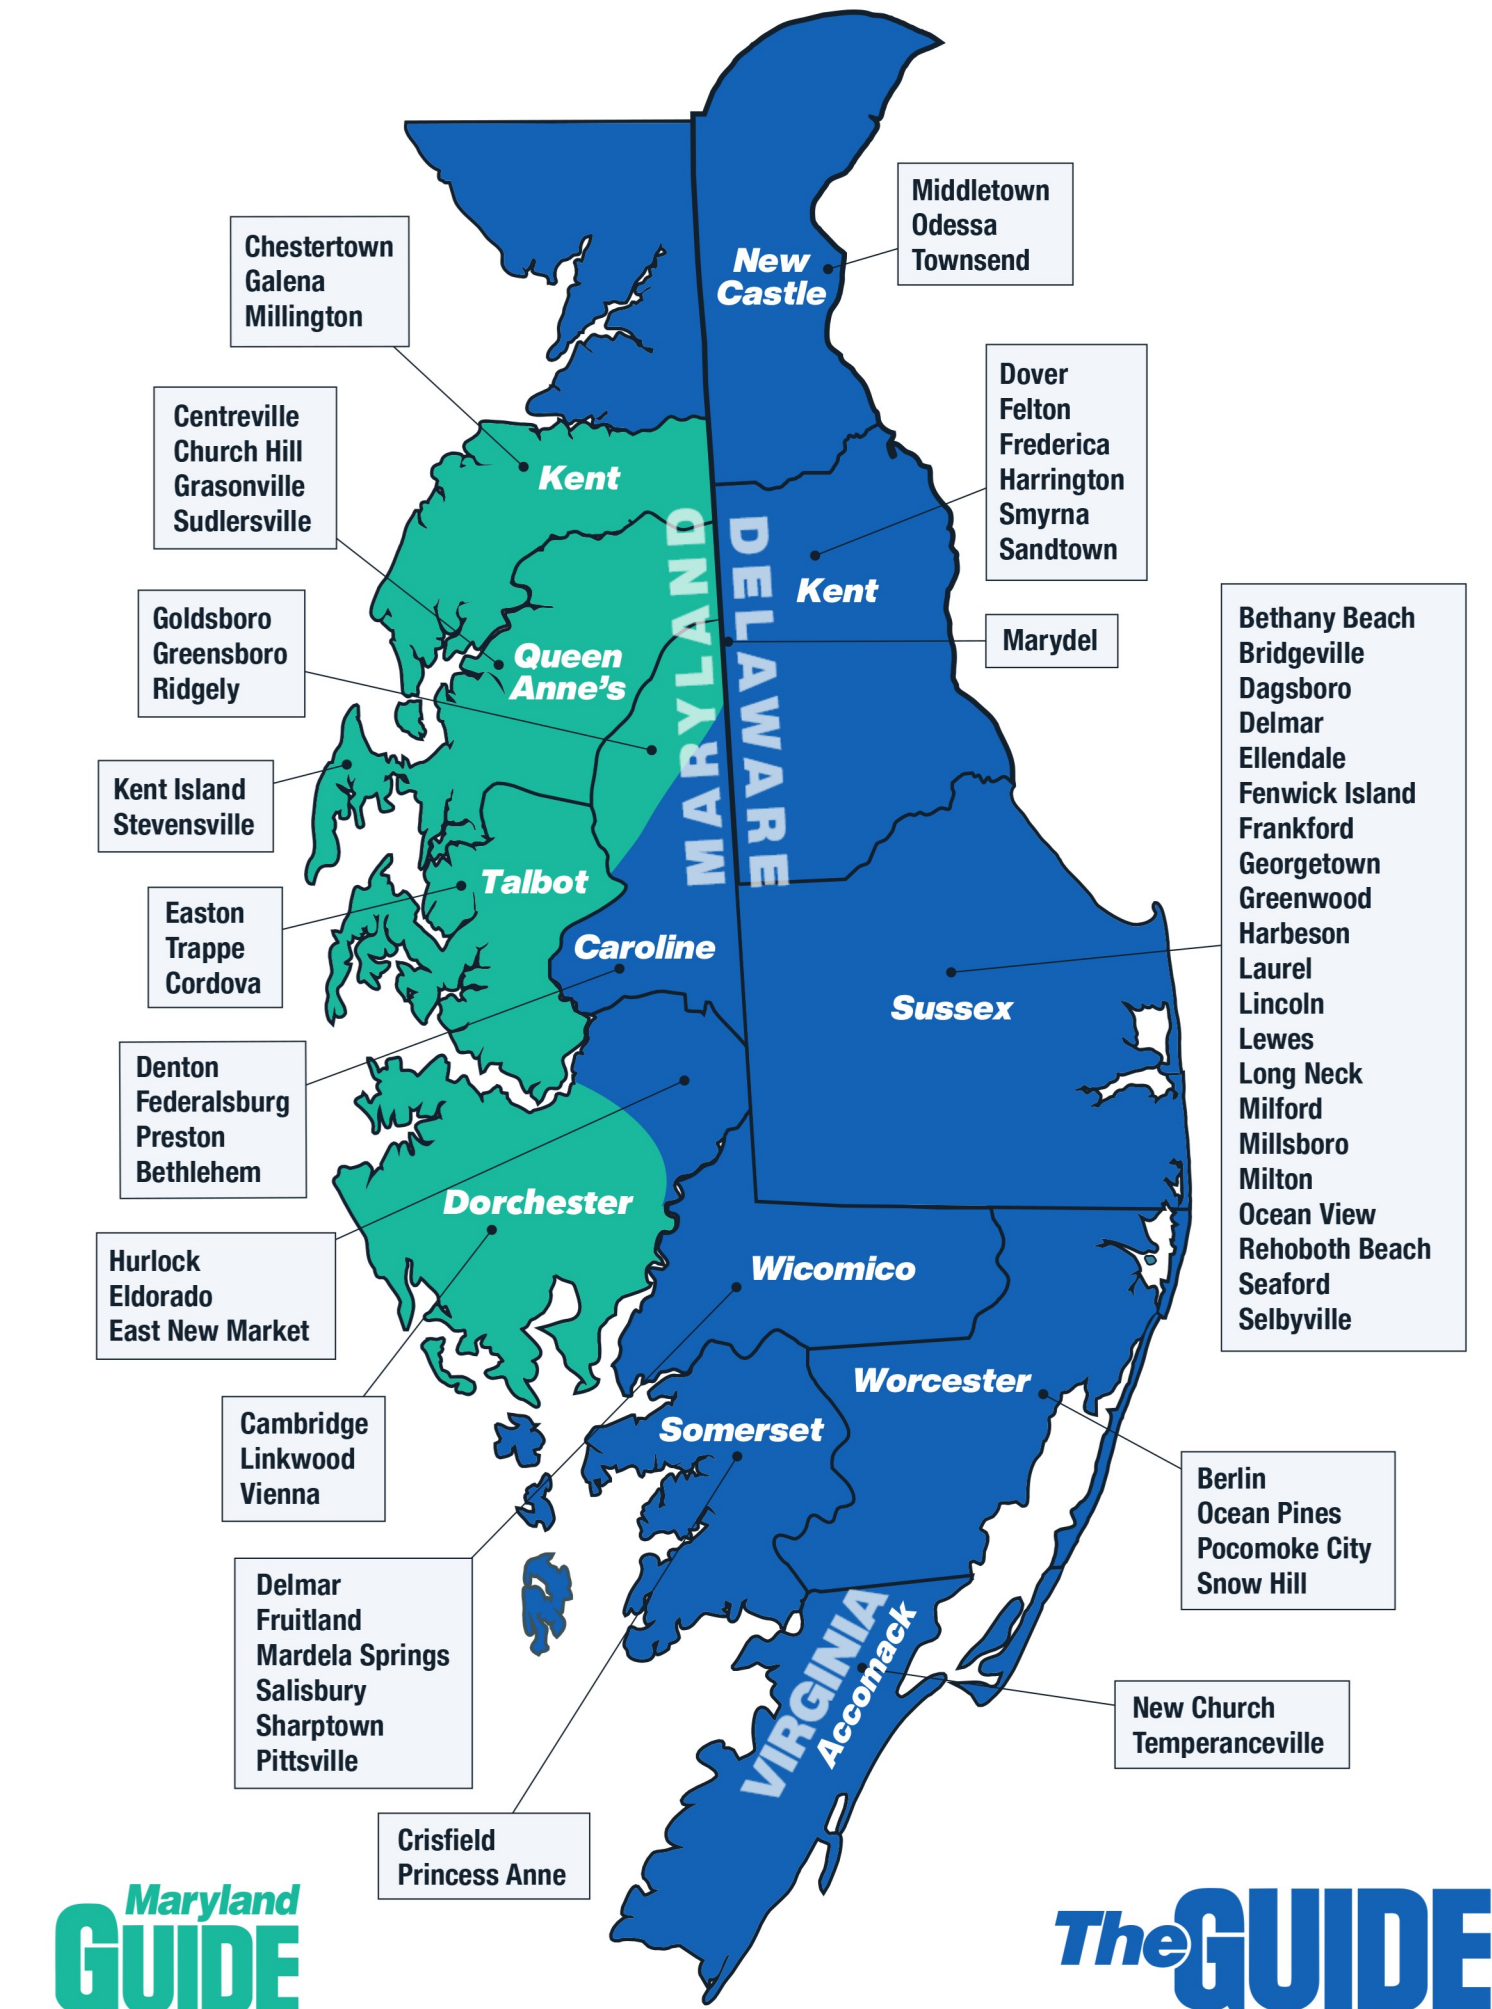 Middletown
Odessa
Townsend
Chestertown
Galena
Millington
New
Castle
Dover
Felton
Frederica
Harrington
Smyrna
Sandtown
Centreville
Church Hill
Grasonville
Sudlersville
Kent
MARYLAND
DELAWARE
Kent
Goldsboro
Greensboro
Ridgely
Queen
Anne's
Marydel
Bethany Beach
Bridgeville
Dagsboro
Delmar
Ellendale
Fenwick Island
Frankford
Georgetown
Greenwood
Harbeson
Laurel
Lincoln
Lewes
Long Neck
Milford
Millsboro
Milton
Ocean View
Rehoboth Beach
Seaford
Selbyville
Kent Island
Stevensville
Talbot
Easton
Trappe
Cordova
Caroline
Sussex
Denton
Federalsburg
Preston
Bethlehem
Dorchester
Hurlock
Eldorado
East New Market
Wicomico
Worcester
Somerset
Cambridge
Linkwood
Vienna
Berlin
Ocean Pines
Pocomoke City
Snow Hill
Delmar
Fruitland
Mardela Springs
Salisbury
Sharptown
Pittsville
VIRGINIA
Accomack
New Church
Temperanceville
Crisfield
Princess Anne
Maryland
GUIDE
The GUIDE